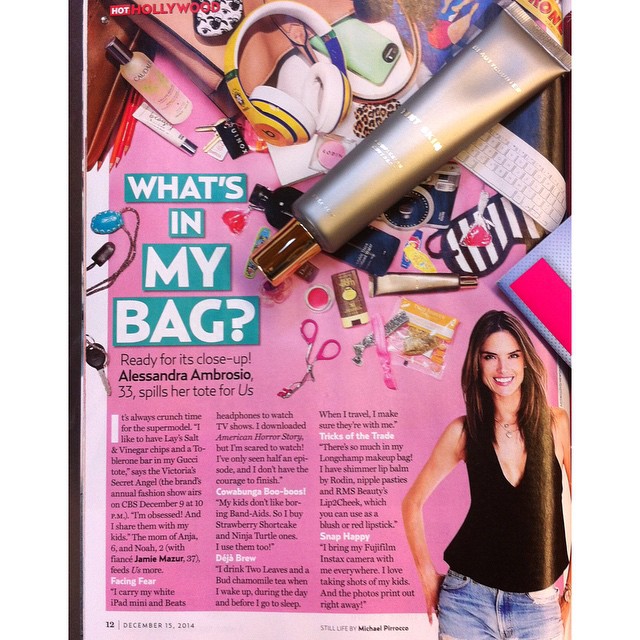 HOT HOLLYWOOD
WHAT'S
IN
MY
BAG?
Ready for its close-up!
Alessandra Ambrosio,
33, spills her tote for Us
It's always crunch time
for the supermodel. "I
like to have Lay's Salt
& Vinegar chips and a To-
blerone bar in my Gucci
tote," says the Victoria's
Secret Angel (the brand's
annual fashion show airs
on CBS December 9 at 10
P.M.). "I'm obsessed! And
I share them with my
kids." The mom of Anja,
6, and Noah, 2 (with
fiancé Jamie Mazur, 37),
feeds Us more.
Facing Fear
"I carry my white
iPad mini and Beats
headphones to watch
TV shows. I downloaded
American Horror Story,
but I'm scared to watch!
I've only seen half an epi-
sode, and I don't have the
courage to finish."
Cowabunga Boo-boos!
"My kids don't like bor-
ing Band-Aids. So I buy
Strawberry Shortcake
and Ninja Turtle ones.
I use them too!"
Déjà Brew
"I drink Two Leaves and a
Bud chamomile tea when
I wake up, during the day
and before I go to sleep.
When I travel, I make
sure they're with me."
Tricks of the Trade
"There's so much in my
Longchamp makeup bag!
I have shimmer lip balm
by Rodin, nipple pasties
and RMS Beauty's
Lip2Cheek, which
you can use as a
blush or red lipstick."
Snap Happy
"I bring my Fujifilm
Instax camera with
me everywhere. I love
taking shots of my kids.
And the photos print out
right away!"
12 | DECEMBER 15, 2014
STILL LIFE BY Michael Pirrocco